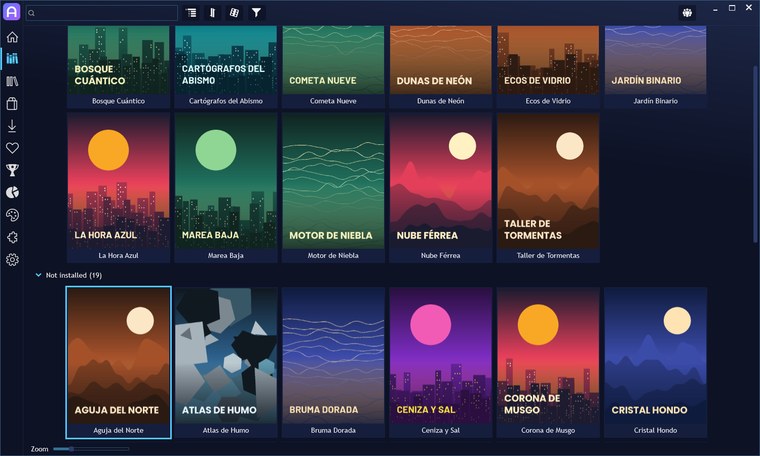 A
BOSQUE
CUÁNTICO
CARTÓGRAFOS DEL
ABISMO
COMETA NUEVE
DUNAS DE NEÓN
ECOS DE VIDRIO
JARDÍN BINARIO
Bosque Cuántico
Cartógrafos del Abismo
Cometa Nueve
Dunas de Neón
Ecos de Vidrio
Jardín Binario
LA HORA AZUL
MAREA BAJA
MOTOR DE NIEBLA
NUBE FÉRREA
TALLER DE
TORMENTAS
La Hora Azul
Marea Baja
Motor de Niebla
Nube Férrea
Taller de Tormentas
Not installed (19)
AGUJA DEL NORTE
ATLAS DE HUMO
BRUMA DORADA
CENIZA Y SAL
CORONA DE
MUSGO
CRISTAL HONDO
Aguja del Norte
Atlas de Humo
Bruma Dorada
Ceniza y Sal
Corona de Musgo
Cristal Hondo
Zoom